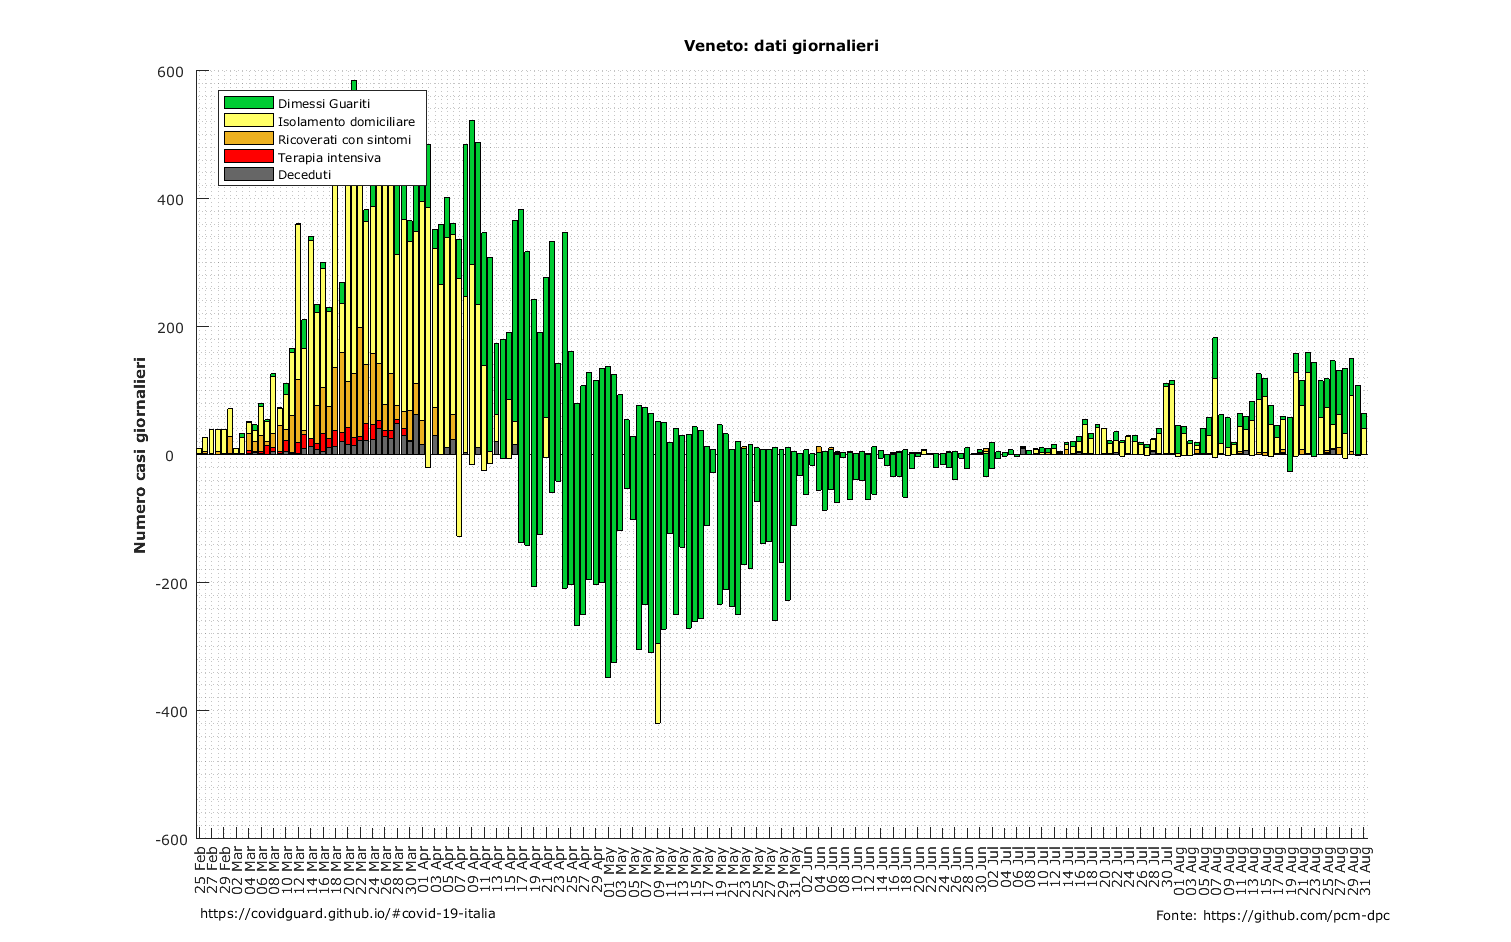 Veneto: dati giornalieri
600
400
200
0
-200
-400
-600
Numero casi giornalieri
Dimessi Guariti
Isolamento domiciliare
Ricoverati con sintomi
Terapia intensiva
Deceduti
25 Feb
27 Feb
29 Feb
02 Mar
04 Mar
06 Mar
08 Mar
10 Mar
12 Mar
14 Mar
16 Mar
18 Mar
20 Mar
22 Mar
24 Mar
26 Mar
28 Mar
30 Mar
01 Apr
03 Apr
05 Apr
07 Apr
09 Apr
11 Apr
13 Apr
15 Apr
17 Apr
19 Apr
21 Apr
23 Apr
25 Apr
27 Apr
29 Apr
01 May
03 May
05 May
07 May
09 May
11 May
13 May
15 May
17 May
19 May
21 May
23 May
25 May
27 May
29 May
31 May
02 Jun
04 Jun
06 Jun
08 Jun
10 Jun
12 Jun
14 Jun
16 Jun
18 Jun
20 Jun
22 Jun
24 Jun
26 Jun
28 Jun
30 Jun
02 Jul
04 Jul
06 Jul
08 Jul
10 Jul
12 Jul
14 Jul
16 Jul
18 Jul
20 Jul
22 Jul
24 Jul
26 Jul
28 Jul
30 Jul
01 Aug
03 Aug
05 Aug
07 Aug
09 Aug
11 Aug
13 Aug
15 Aug
17 Aug
19 Aug
21 Aug
23 Aug
25 Aug
27 Aug
29 Aug
31 Aug
https://covidguard.github.io/#covid-19-italia
Fonte: https://github.com/pcm-dpc